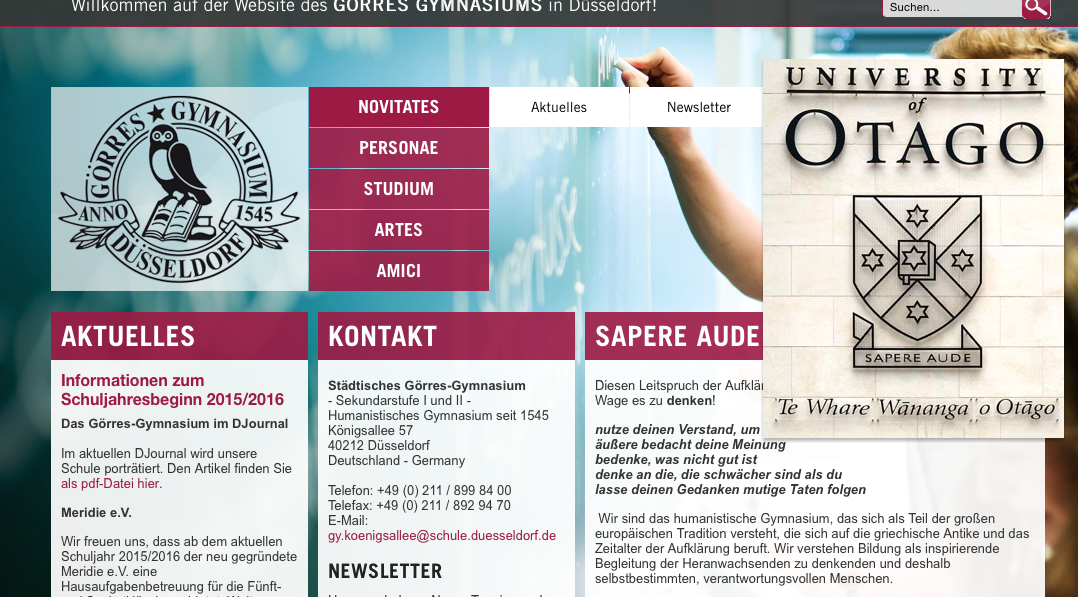 Willkommen auf der Website des GÖRRES GYMNASIUMS in Düsseldorf!
Suchen...
GÖRRES ★ GYMNASIUM
ANNO 1545
DÜSSELDORF
NOVITATES
PERSONAE
STUDIUM
ARTES
AMICI
Aktuelles
Newsletter
UNIVERSITY
of
OTAGO
SAPERE AUDE
Te Whare Wānanga o Otāgo
AKTUELLES
Informationen zum
Schuljahresbeginn 2015/2016
Das Görres-Gymnasium im DJournal
Im aktuellen DJournal wird unsere
Schule porträtiert. Den Artikel finden Sie
als pdf-Datei hier.
Meridie e.V.
Wir freuen uns, dass ab dem aktuellen
Schuljahr 2015/2016 der neu gegründete
Meridie e.V. eine
Hausaufgabenbetreuung für die Fünft-
KONTAKT
Städtisches Görres-Gymnasium
- Sekundarstufe I und II -
Humanistisches Gymnasium seit 1545
Königsallee 57
40212 Düsseldorf
Deutschland - Germany
Telefon: +49 (0) 211 / 899 84 00
Telefax: +49 (0) 211 / 892 94 70
E-Mail:
gy.koenigsallee@schule.duesseldorf.de
NEWSLETTER
SAPERE AUDE
Diesen Leitspruch der Aufklär
Wage es zu denken!
nutze deinen Verstand, um
äußere bedacht deine Meinung
bedenke, was nicht gut ist
denke an die, die schwächer sind als du
lasse deinen Gedanken mutige Taten folgen
Wir sind das humanistische Gymnasium, das sich als Teil der großen
europäischen Tradition versteht, die sich auf die griechische Antike und das
Zeitalter der Aufklärung beruft. Wir verstehen Bildung als inspirierende
Begleitung der Heranwachsenden zu denkenden und deshalb
selbstbestimmten, verantwortungsvollen Menschen.